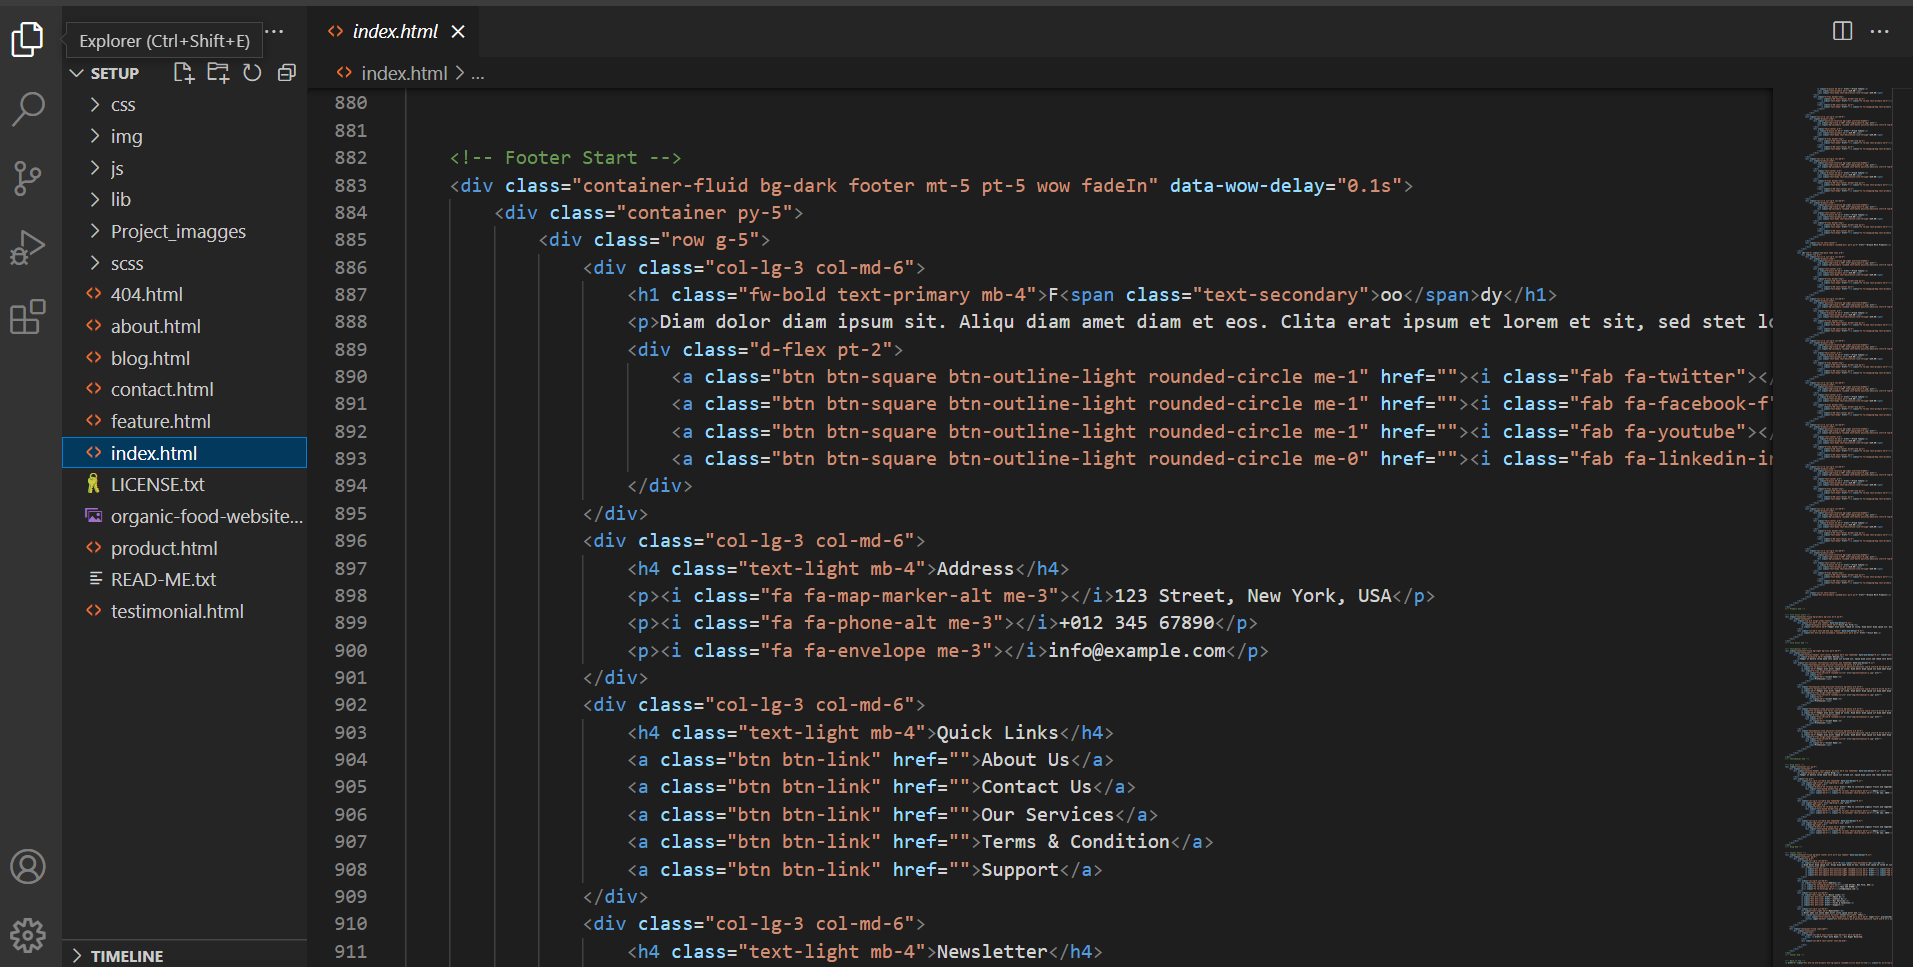 Explorer (Ctrl+Shift+E)
SETUP
css
img
js
lib
Project_imagges
scss
404.html
about.html
blog.html
contact.html
feature.html
index.html
LICENSE.txt
organic-food-website...
product.html
READ-ME.txt
testimonial.html
TIMELINE
index.html
index.html > ...
880
881
882 <!-- Footer Start -->
883 <div class="container-fluid bg-dark footer mt-5 pt-5 wow fadeIn" data-wow-delay="0.1s">
884 <div class="container py-5">
885 <div class="row g-5">
886 <div class="col-lg-3 col-md-6">
887 <h1 class="fw-bold text-primary mb-4">F<span class="text-secondary">oo</span>dy</h1>
888 <p>Diam dolor diam ipsum sit. Aliqu diam amet diam et eos. Clita erat ipsum et lorem et sit, sed stet lo
889 <div class="d-flex pt-2">
890 <a class="btn btn-square btn-outline-light rounded-circle me-1" href=""><i class="fab fa-twitter"></
891 <a class="btn btn-square btn-outline-light rounded-circle me-1" href=""><i class="fab fa-facebook-f"
892 <a class="btn btn-square btn-outline-light rounded-circle me-1" href=""><i class="fab fa-youtube"></
893 <a class="btn btn-square btn-outline-light rounded-circle me-0" href=""><i class="fab fa-linkedin-in
894 </div>
895 </div>
896 <div class="col-lg-3 col-md-6">
897 <h4 class="text-light mb-4">Address</h4>
898 <p><i class="fa fa-map-marker-alt me-3"></i>123 Street, New York, USA</p>
899 <p><i class="fa fa-phone-alt me-3"></i>+012 345 67890</p>
900 <p><i class="fa fa-envelope me-3"></i>info@example.com</p>
901 </div>
902 <div class="col-lg-3 col-md-6">
903 <h4 class="text-light mb-4">Quick Links</h4>
904 <a class="btn btn-link" href="">About Us</a>
905 <a class="btn btn-link" href="">Contact Us</a>
906 <a class="btn btn-link" href="">Our Services</a>
907 <a class="btn btn-link" href="">Terms & Condition</a>
908 <a class="btn btn-link" href="">Support</a>
909 </div>
910 <div class="col-lg-3 col-md-6">
911 <h4 class="text-light mb-4">Newsletter</h4>